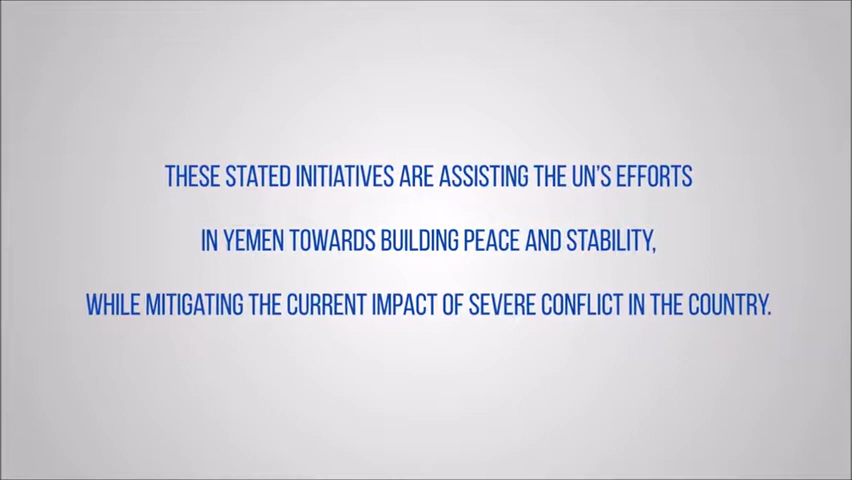 THESE STATED INITIATIVES ARE ASSISTING THE UN'S EFFORTS
IN YEMEN TOWARDS BUILDING PEACE AND STABILITY,
WHILE MITIGATING THE CURRENT IMPACT OF SEVERE CONFLICT IN THE COUNTRY.